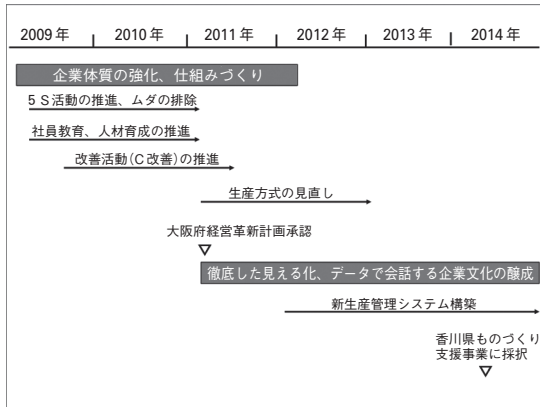 2009年 2010年 2011年 2012年 2013年 2014年
企業体質の強化、仕組みづくり
5S活動の推進、ムダの排除
社員教育、人材育成の推進
改善活動(C改善)の推進
生産方式の見直し
大阪府経営革新計画承認
徹底した見える化、データで会話する企業文化の醸成
新生産管理システム構築
香川県ものづくり
支援事業に採択